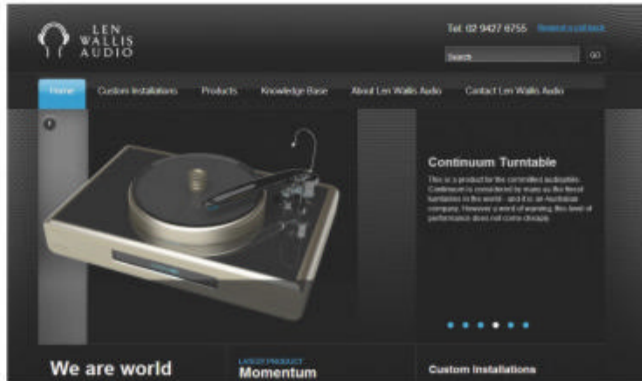 LEN
WALLIS
AUDIO
Tel: 02 9427 6755 Request a call back
Search GO
Home Custom Installations Products Knowledge Base About Len Wallis Audio Contact Len Wallis Audio
Continuum Turntable
This is a product for the committed audiophile.
Continuum is considered by many as the finest
turntables in the world - and it is an Australian
company. However a word of warning, this level of
performance does not come cheaply.
We are world
LATEST PRODUCT
Momentum
Custom Installations